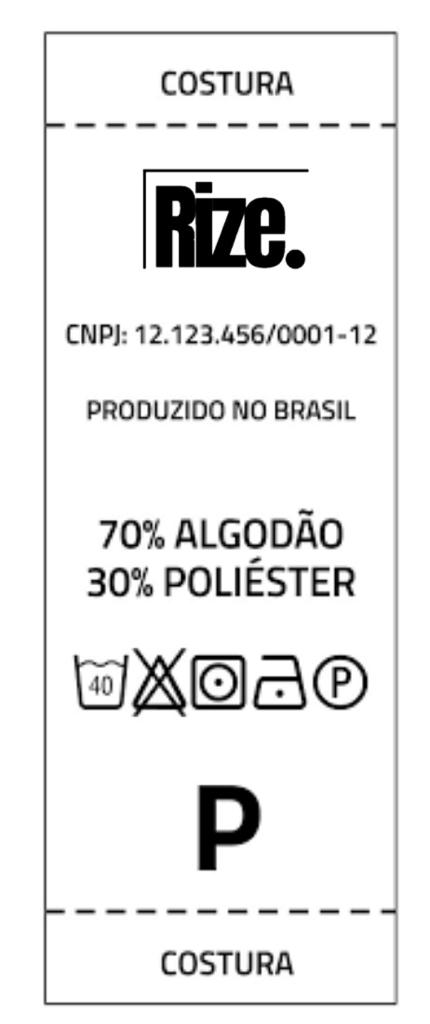 COSTURA
Rize.
CNPJ: 12.123.456/0001-12
PRODUZIDO NO BRASIL
70% ALGODÃO
30% POLIÉSTER
40 P
P
COSTURA